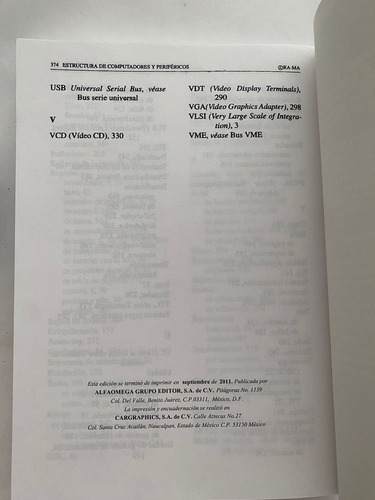 374 ESTRUCTURA DE COMPUTADORES Y PERIFÉRICOS ©RA-MA
USB Universal Serial Bus, véase
Bus serie universal
V
VCD (Vídeo CD), 330
VDT (Video Display Terminals),
290
VGA(Video Graphics Adapter), 298
VLSI (Very Large Scale of Integra-
tion), 3
VME, véase Bus VME
Esta edición se terminó de imprimir en septiembre de 2011. Publicada por
ALFAOMEGA GRUPO EDITOR, S.A. de C.V. Pitágoras No. 1139
Col. Del Valle, Benito Juárez, C.P. 03311, México, D.F.
La impresión y encuadernación se realizó en
CARGRAPHICS, S.A. de C.V. Calle Aztecas No.27
Col. Santa Cruz Acatlán, Naucalpan, Estado de México C.P. 53150 México